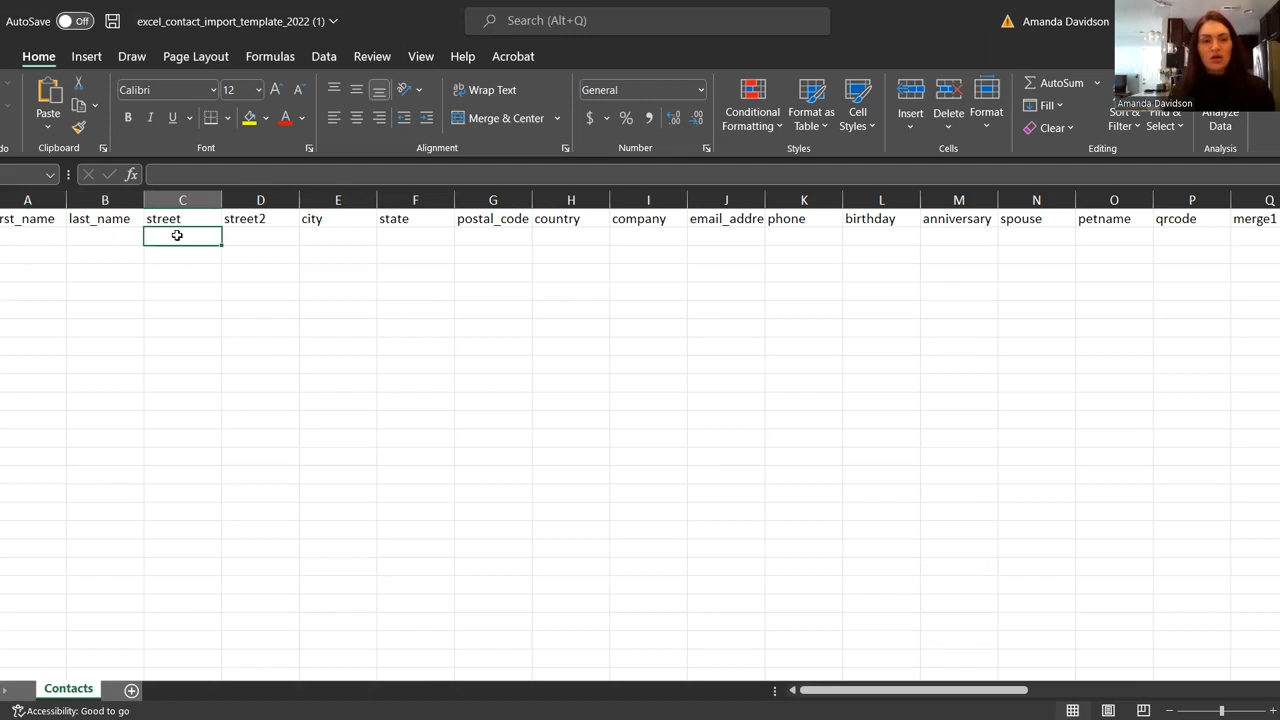 AutoSave Off excel_contact_import_template_2022 (1) Search (Alt+Q) Amanda Davidson
Home Insert Draw Page Layout Formulas Data Review View Help Acrobat
Amanda Davidson
Calibri 12 Wrap Text General AutoSum
Paste B I U Merge & Center $ % Conditional Formatting Format as Table Cell Styles Insert Delete Format Fill Clear Sort & Filter Find & Select Analyze Data
do Clipboard Font Alignment Number Styles Cells Editing Analysis
fx
A B C D E F G H I J K L M N O P Q
rst_name last_name street street2 city state postal_code country company email_addre phone birthday anniversary spouse petname qrcode merge1
Contacts
Accessibility: Good to go